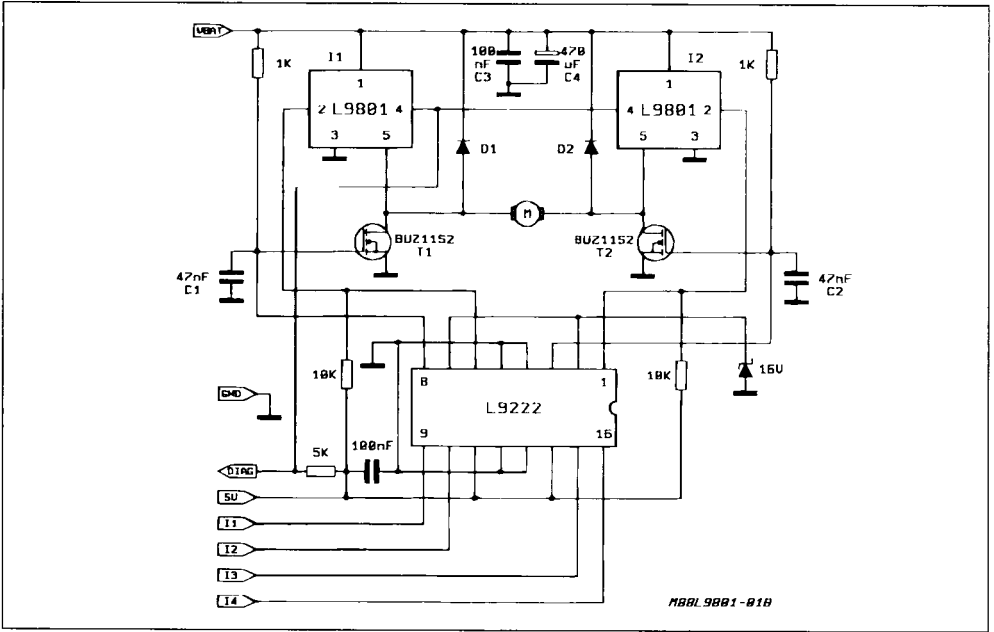 VBAT
1K
I1
1
2 L9801 4
3 5
100
nF
C3
470
uF
C4
I2
1
4 L9801 2
5 3
1K
D1
D2
M
BUZ11S2
T1
BUZ11S2
T2
47nF
C1
47nF
C2
10K
8 1
L9222
9 16
10K
16V
GND
5K
100nF
DIAG
5V
I1
I2
I3
I4
M88L9801-01B